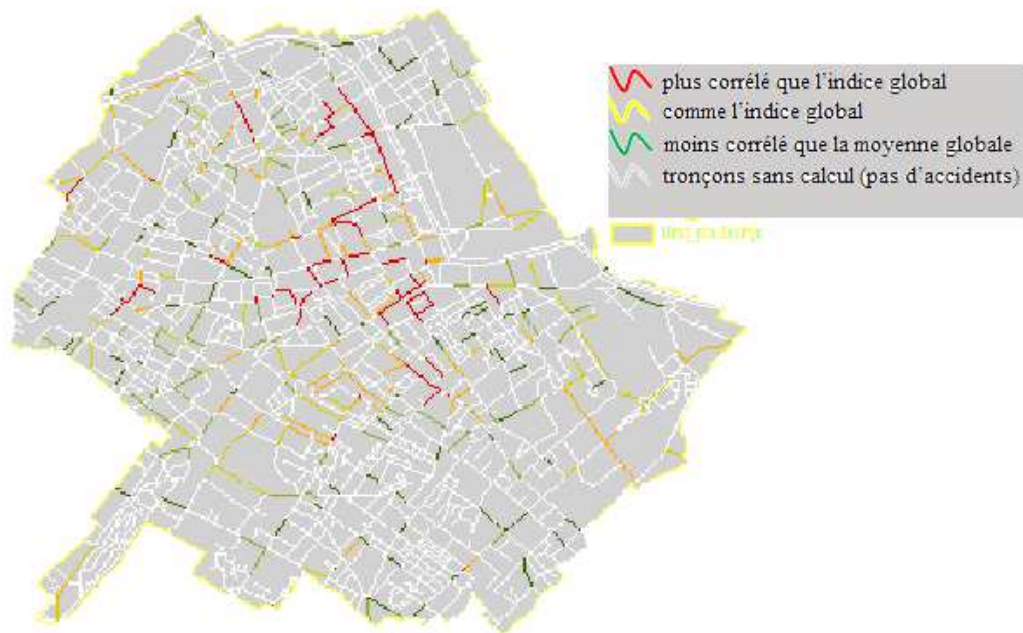 plus corrélé que l'indice global
comme l'indice global
moins corrélé que la moyenne globale
tronçons sans calcul (pas d'accidents)